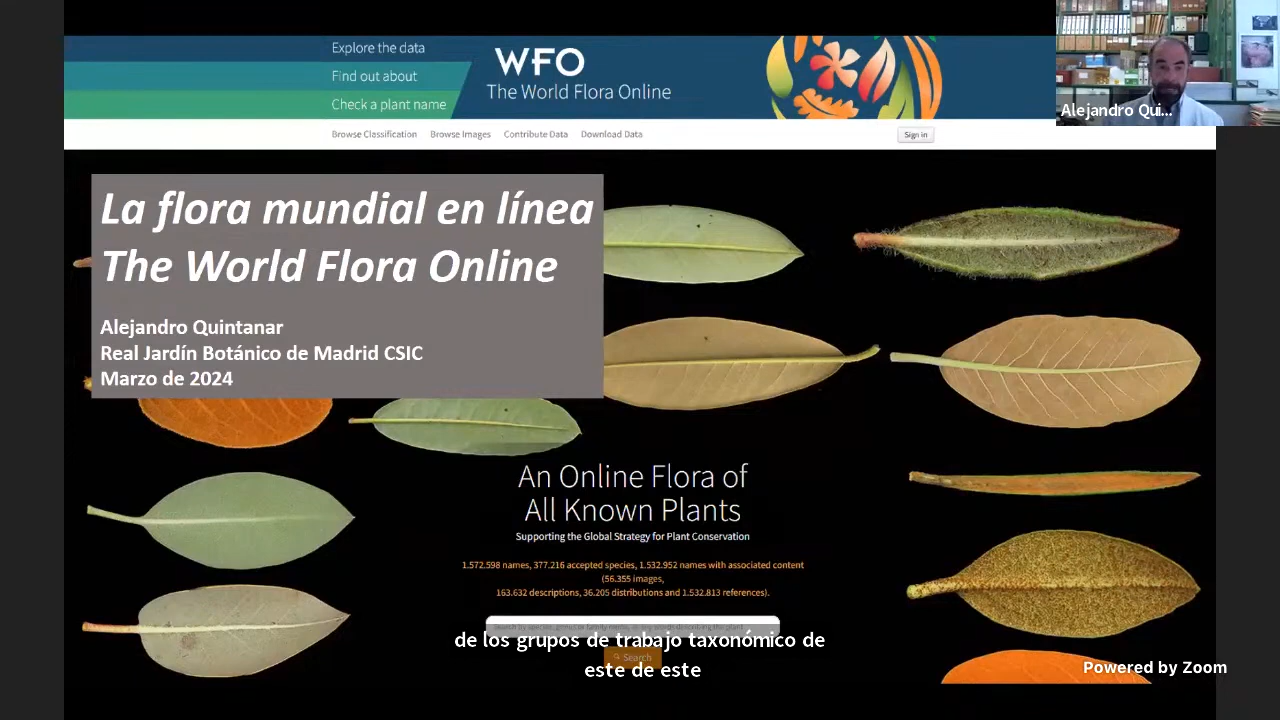 Explore the data
Find out about
Check a plant name
WFO
The World Flora Online
Alejandro Qui...
Browse Classification Browse Images Contribute Data Download Data
Sign in
La flora mundial en línea
The World Flora Online
Alejandro Quintanar
Real Jardín Botánico de Madrid CSIC
Marzo de 2024
An Online Flora of
All Known Plants
Supporting the Global Strategy for Plant Conservation
1.572.598 names, 377.216 accepted species, 1.532.952 names with associated content
(56.355 images,
163.632 descriptions, 36.205 distributions and 1.532.813 references).
de los grupos de trabajo taxonómico de
este de este
Search
Powered by Zoom